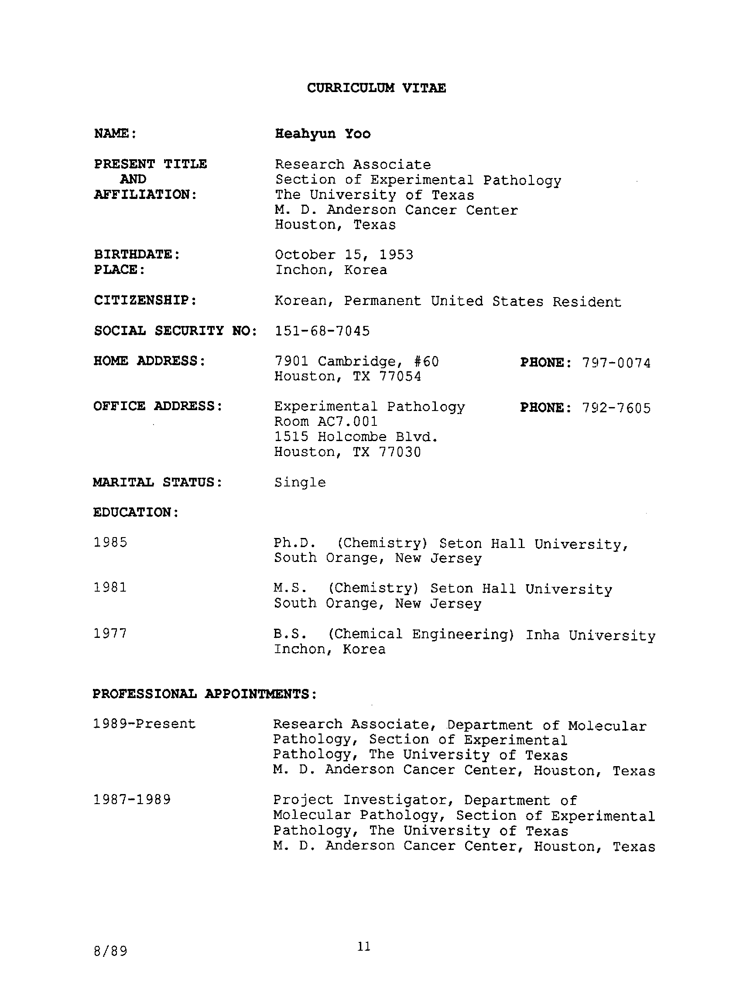 CURRICULUM VITAE
NAME: Heahyun Yoo
PRESENT TITLE Research Associate
AND Section of Experimental Pathology
AFFILIATION: The University of Texas
M. D. Anderson Cancer Center
Houston, Texas
BIRTHDATE: October 15, 1953
PLACE: Inchon, Korea
CITIZENSHIP: Korean, Permanent United States Resident
SOCIAL SECURITY NO: 151-68-7045
HOME ADDRESS: 7901 Cambridge, #60 PHONE: 797-0074
Houston, TX 77054
OFFICE ADDRESS: Experimental Pathology PHONE: 792-7605
Room AC7.001
1515 Holcombe Blvd.
Houston, TX 77030
MARITAL STATUS: Single
EDUCATION:
1985 Ph.D. (Chemistry) Seton Hall University,
South Orange, New Jersey
1981 M.S. (Chemistry) Seton Hall University
South Orange, New Jersey
1977 B.S. (Chemical Engineering) Inha University
Inchon, Korea
PROFESSIONAL APPOINTMENTS:
1989-Present Research Associate, Department of Molecular
Pathology, Section of Experimental
Pathology, The University of Texas
M. D. Anderson Cancer Center, Houston, Texas
1987-1989 Project Investigator, Department of
Molecular Pathology, Section of Experimental
Pathology, The University of Texas
M. D. Anderson Cancer Center, Houston, Texas
8/89 11